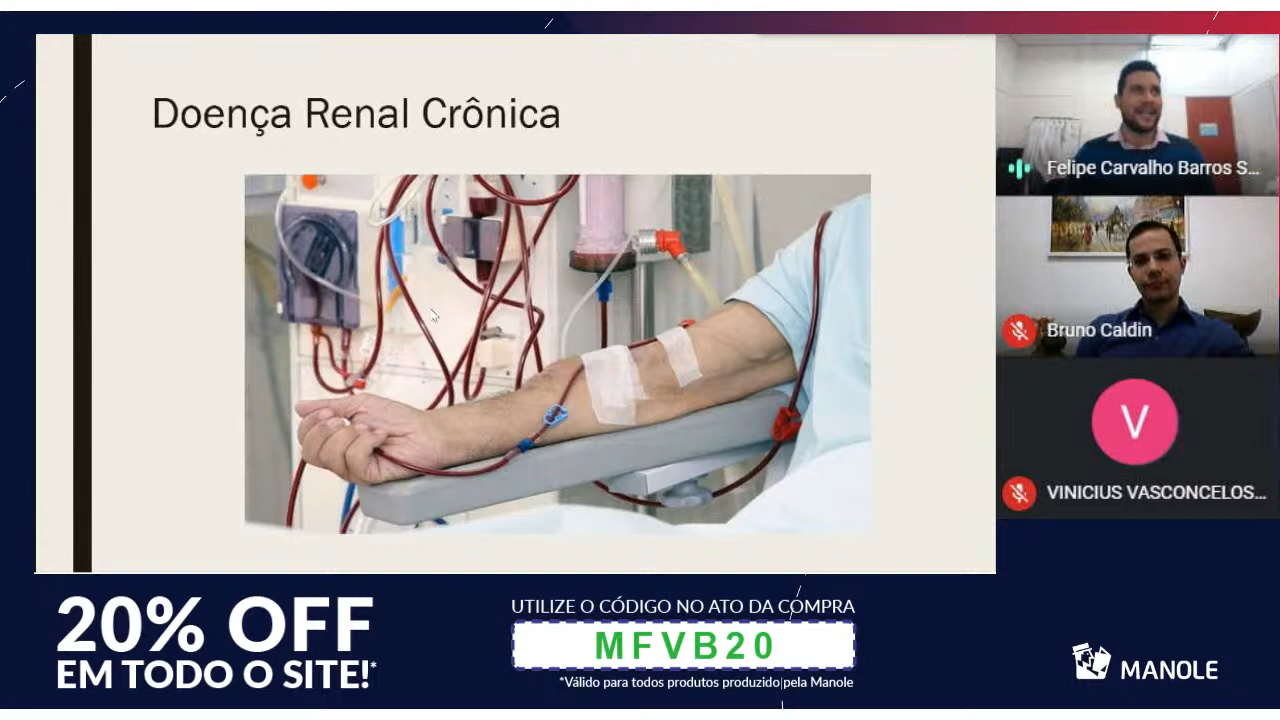 Doença Renal Crônica
Felipe Carvalho Barros S...
Bruno Caldin
V
VINICIUS VASCONCELOS...
20% OFF
EM TODO O SITE!*
UTILIZE O CÓDIGO NO ATO DA COMPRA
MFVB20
*Válido para todos produtos produzido pela Manole
MANOLE